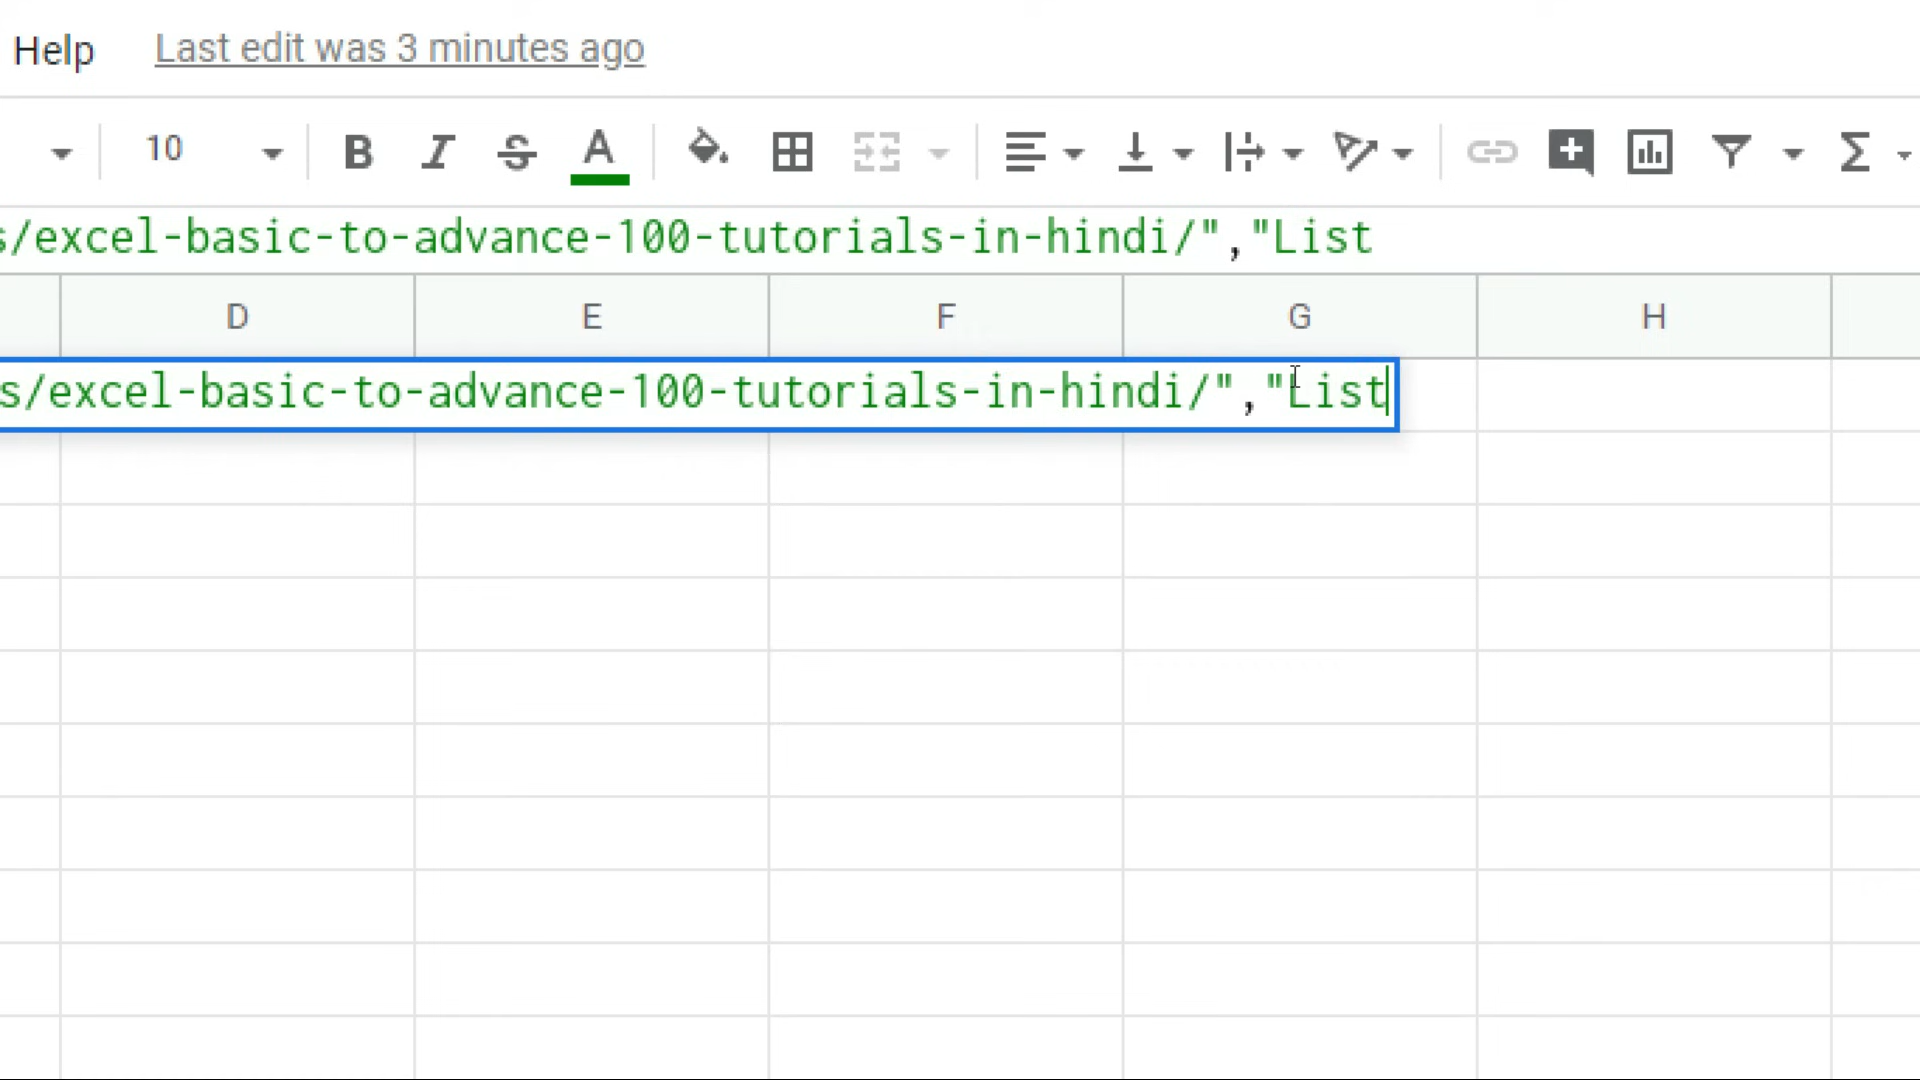 Help Last edit was 3 minutes ago
10 B I S A
s/excel-basic-to-advance-100-tutorials-in-hindi/","List
D E F G H
s/excel-basic-to-advance-100-tutorials-in-hindi/","List